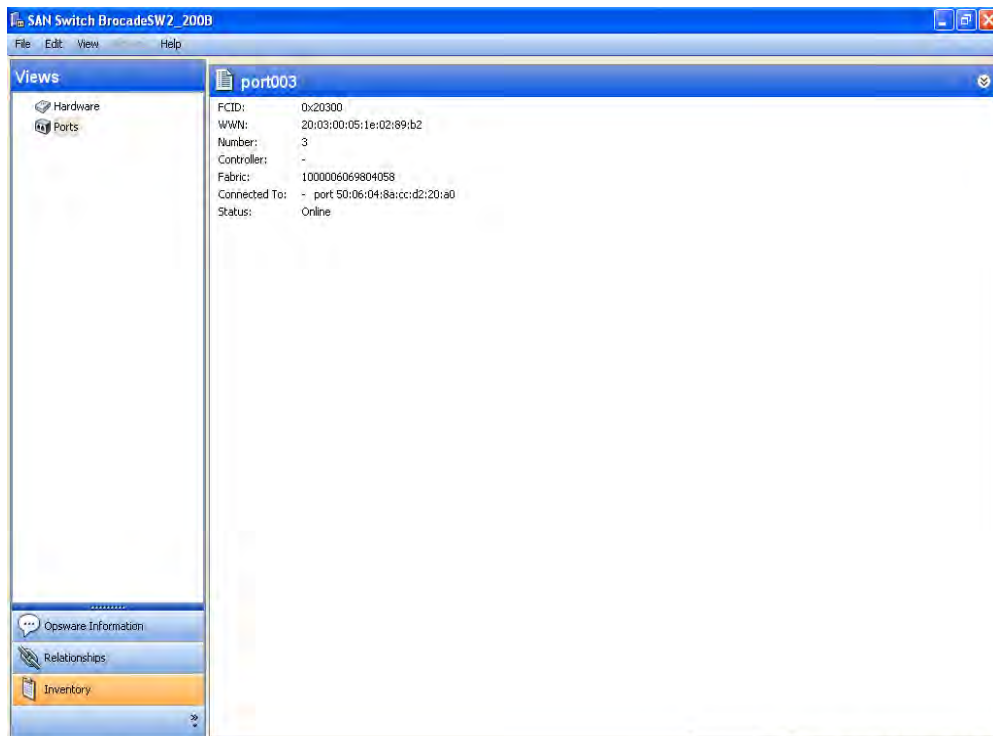 SAN Switch BrocadeSW2_200B
File Edit View Help
Views
Hardware
Ports
port003
FCID: 0x20300
WWN: 20:03:00:05:1e:02:89:b2
Number: 3
Controller: -
Fabric: 1000006069804058
Connected To: - port 50:06:04:8a:cc:d2:20:a0
Status: Online
Opsware Information
Relationships
Inventory